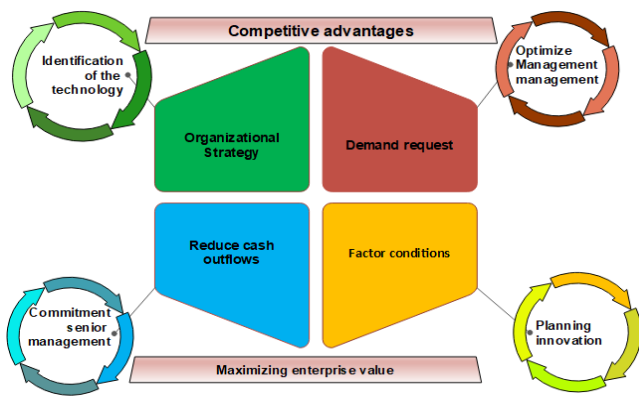 Competitive advantages
Identification
of the
technology
Optimize
Management
management
Organizational
Strategy
Demand request
Reduce cash
outflows
Factor conditions
Commitment
senior
management
Planning
innovation
Maximizing enterprise value